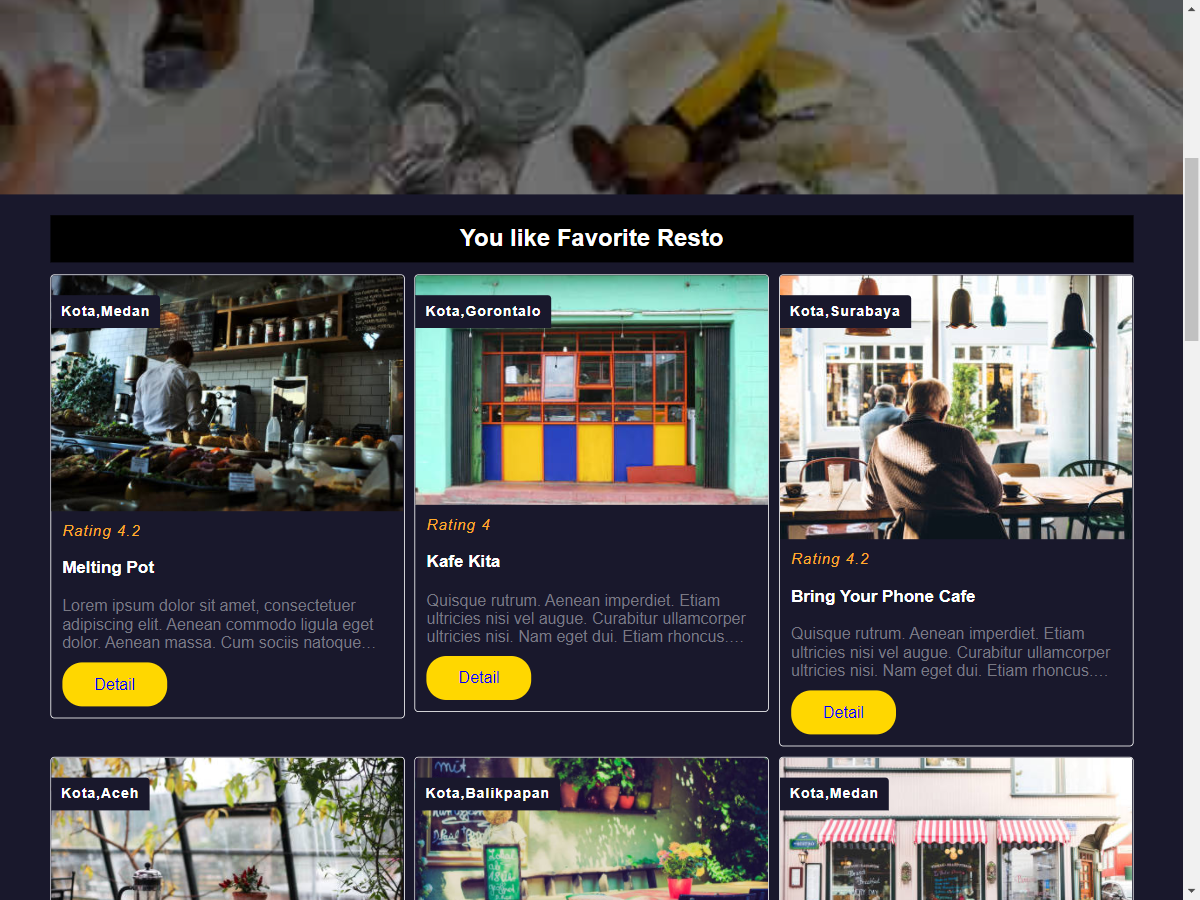 You like Favorite Resto
Kota,Medan
Rating 4.2
Melting Pot
Lorem ipsum dolor sit amet, consectetuer
adipiscing elit. Aenean commodo ligula eget
dolor. Aenean massa. Cum sociis natoque…
Detail
Kota,Gorontalo
Rating 4
Kafe Kita
Quisque rutrum. Aenean imperdiet. Etiam
ultricies nisi vel augue. Curabitur ullamcorper
ultricies nisi. Nam eget dui. Etiam rhoncus.…
Detail
Kota,Surabaya
Rating 4.2
Bring Your Phone Cafe
Quisque rutrum. Aenean imperdiet. Etiam
ultricies nisi vel augue. Curabitur ullamcorper
ultricies nisi. Nam eget dui. Etiam rhoncus.…
Detail
Kota,Aceh
Kota,Balikpapan
mit
Kota,Medan